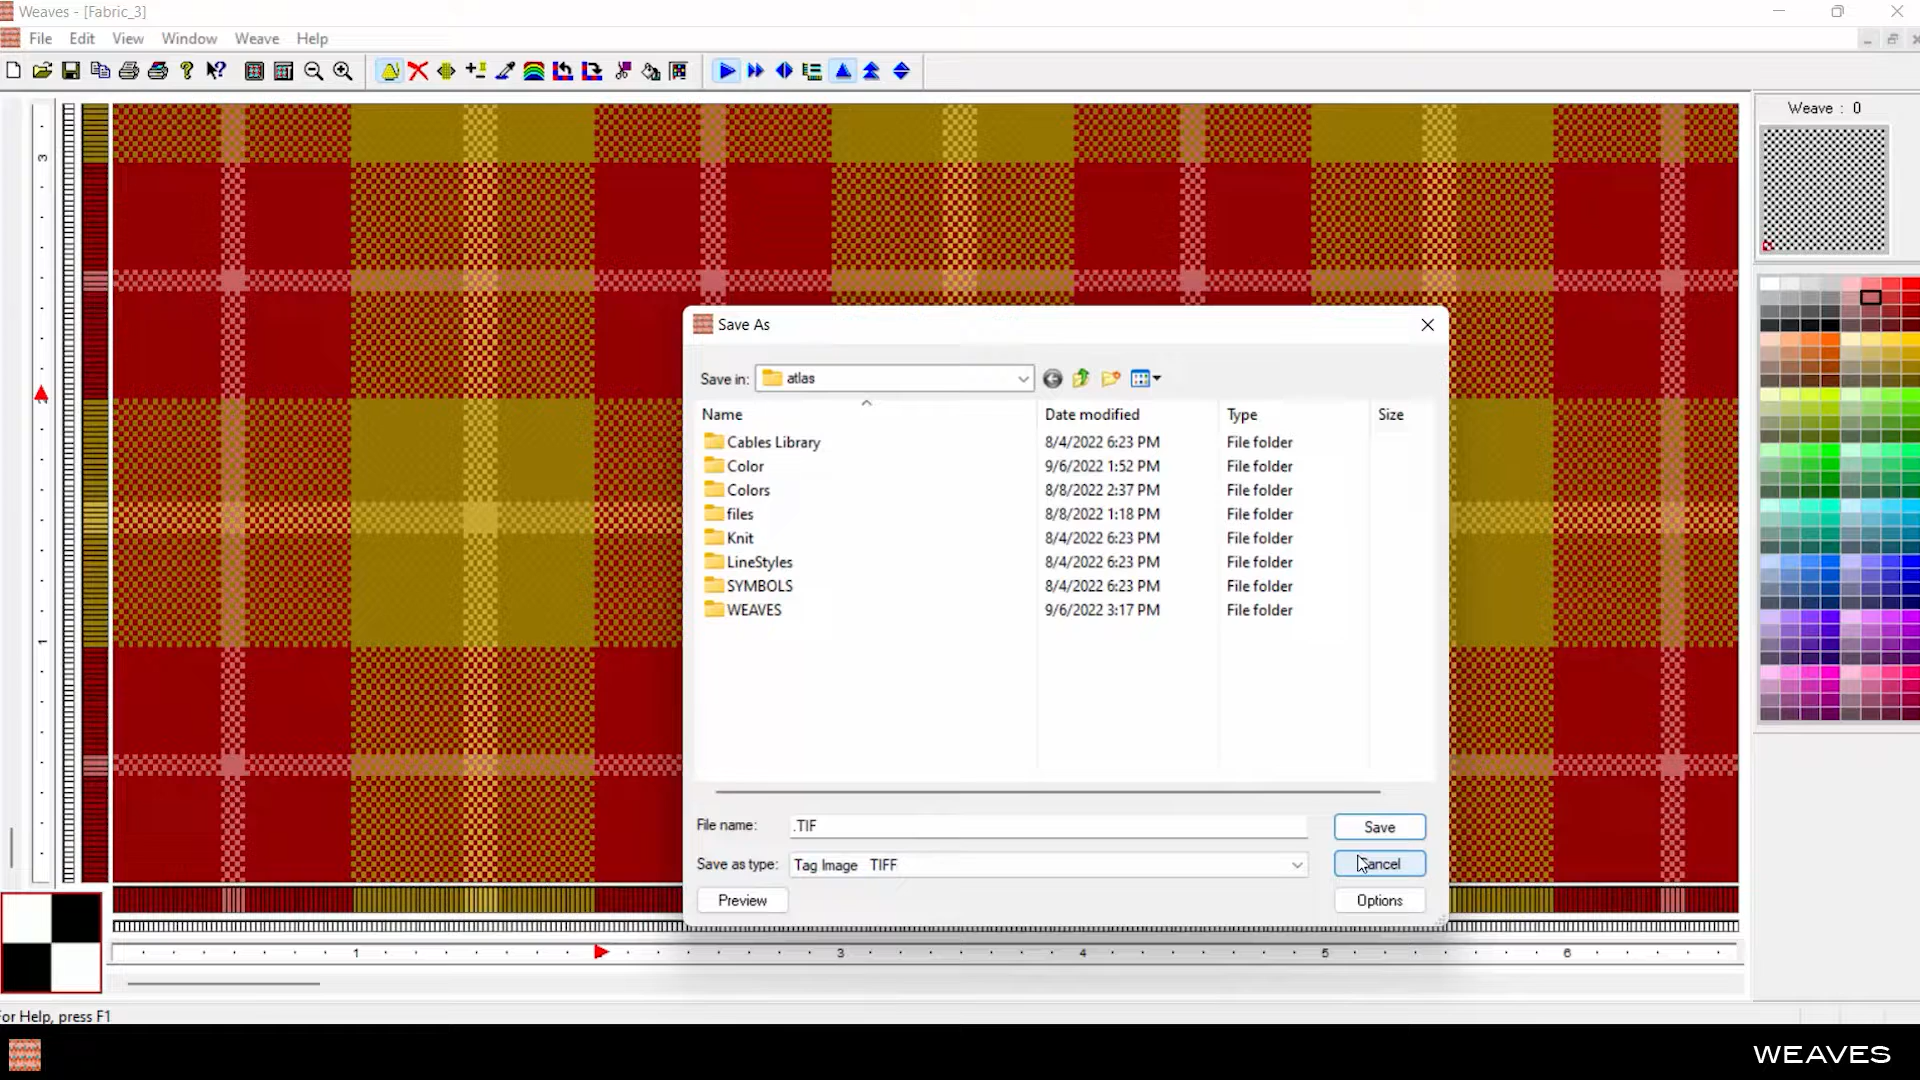 Weaves - [Fabric_3]
File Edit View Window Weave Help
Weave : 0
3
1
Save As
Save in: atlas
Name Date modified Type Size
Cables Library 8/4/2022 6:23 PM File folder
Color 9/6/2022 1:52 PM File folder
Colors 8/8/2022 2:37 PM File folder
files 8/8/2022 1:18 PM File folder
Knit 8/4/2022 6:23 PM File folder
LineStyles 8/4/2022 6:23 PM File folder
SYMBOLS 8/4/2022 6:23 PM File folder
WEAVES 9/6/2022 3:17 PM File folder
File name: .TIF Save
Save as type: Tag Image TIFF Cancel
Preview Options
1 3 4 5 6
For Help, press F1
WEAVES